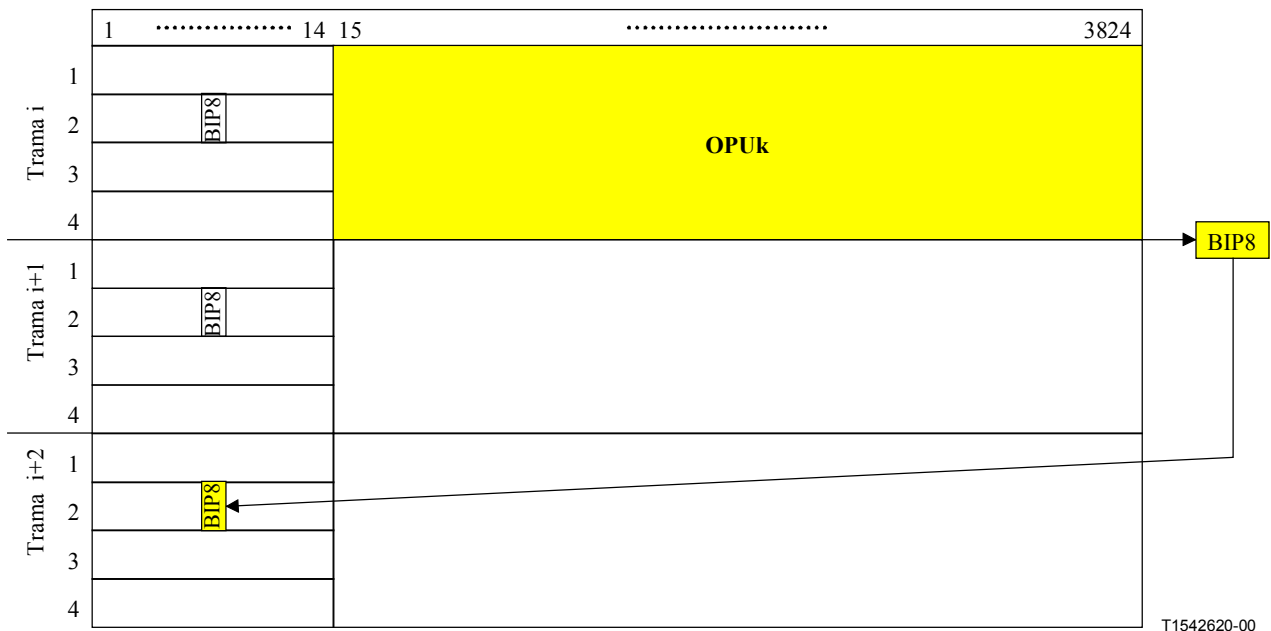 1 ................. 14 15 ......................... 3824
Trama i
1
2
3
4
BIP8
OPUk
BIP8
Trama i+1
1
2
3
4
BIP8
Trama i+2
1
2
3
4
BIP8
T1542620-00